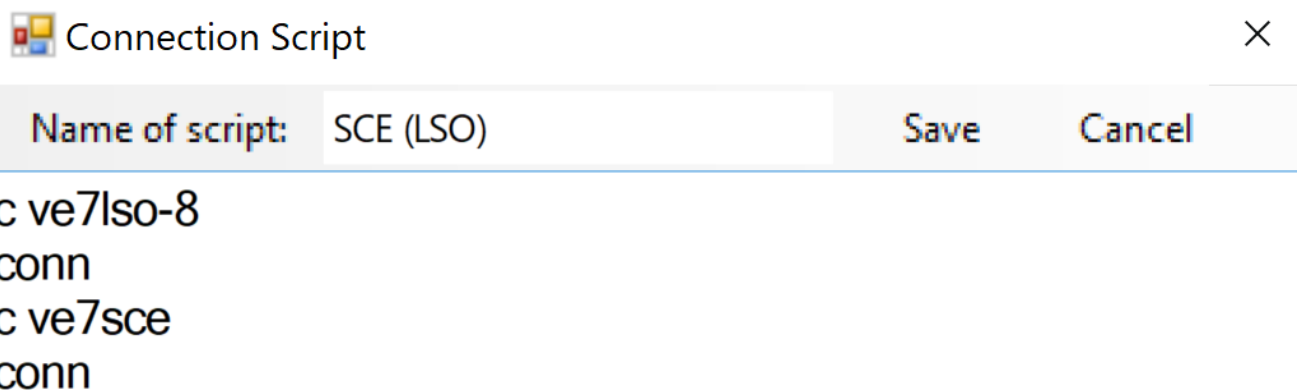 Connection Script
Name of script: SCE (LSO) Save Cancel
c ve7lso-8
conn
c ve7sce
conn